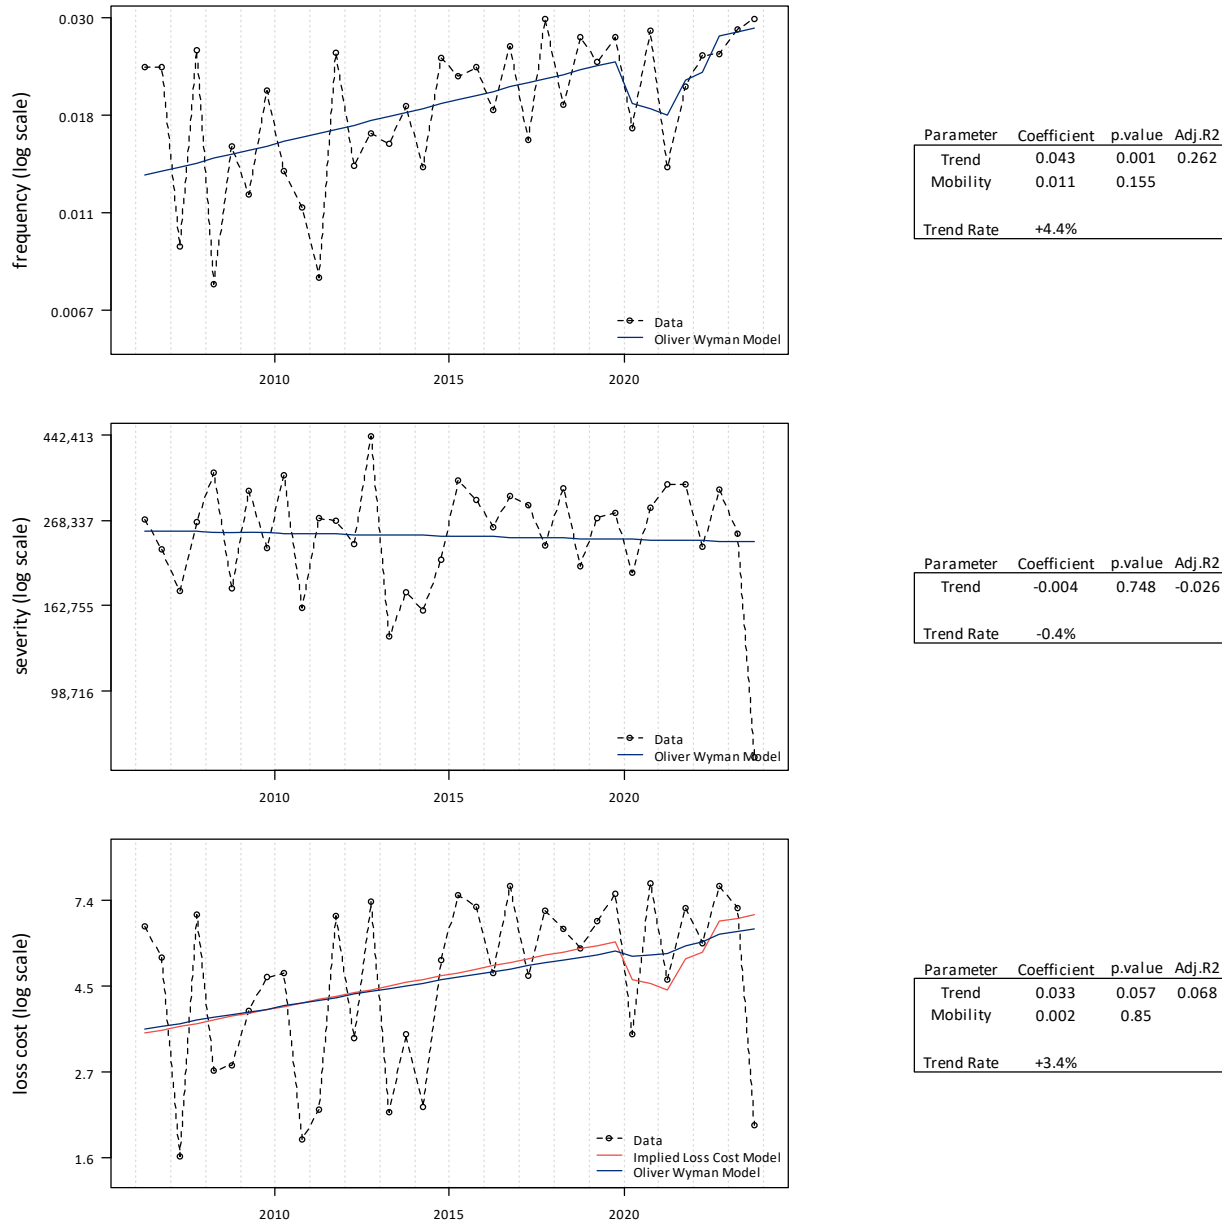 frequency (log scale)
0.030
0.018
0.011
0.0067
Data
Oliver Wyman Model
2010 2015 2020
Parameter Coefficient p.value Adj.R2
Trend 0.043 0.001 0.262
Mobility 0.011 0.155
Trend Rate +4.4%
severity (log scale)
442,413
268,337
162,755
98,716
Data
Oliver Wyman Model
2010 2015 2020
Parameter Coefficient p.value Adj.R2
Trend -0.004 0.748 -0.026
Trend Rate -0.4%
loss cost (log scale)
7.4
4.5
2.7
1.6
Data
Implied Loss Cost Model
Oliver Wyman Model
2010 2015 2020
Parameter Coefficient p.value Adj.R2
Trend 0.033 0.057 0.068
Mobility 0.002 0.85
Trend Rate +3.4%